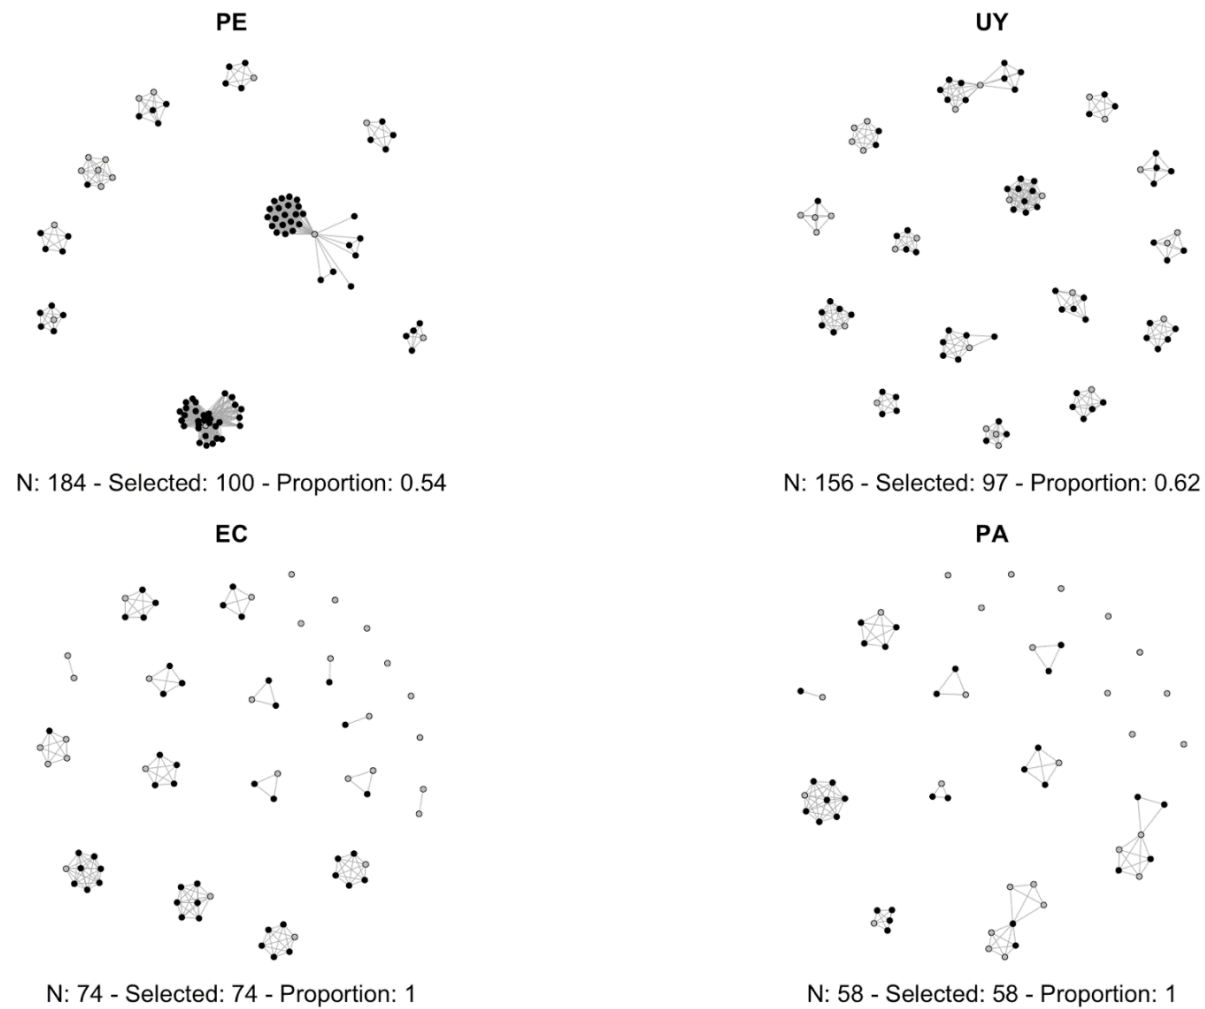 PE
UY
N: 184 - Selected: 100 - Proportion: 0.54
N: 156 - Selected: 97 - Proportion: 0.62
EC
PA
N: 74 - Selected: 74 - Proportion: 1
N: 58 - Selected: 58 - Proportion: 1